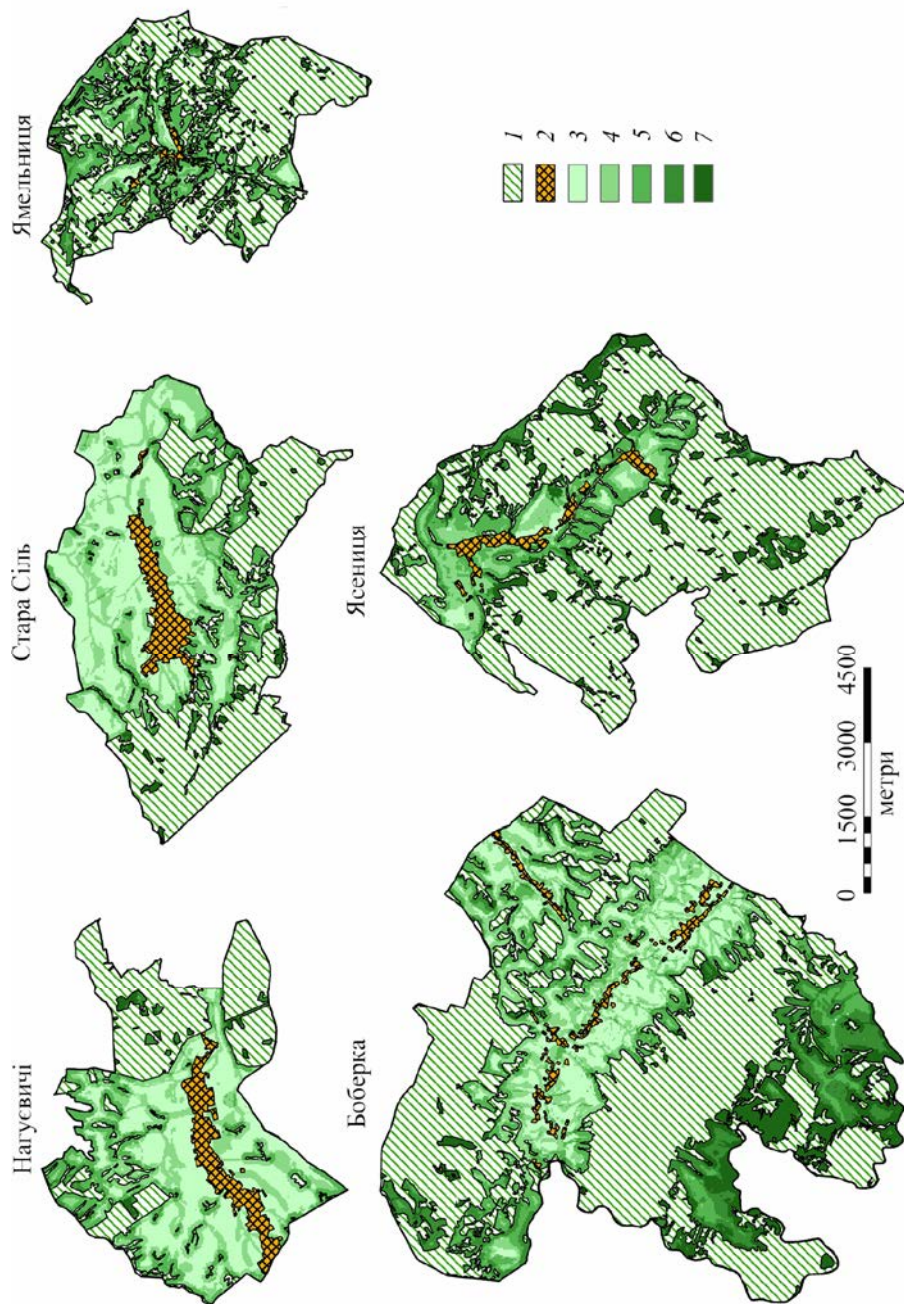 Нагуєвичі
Стара Сіль
Ямельниця
Боберка
Ясениця
1
2
3
4
5
6
7
0 1500 3000 4500
метри